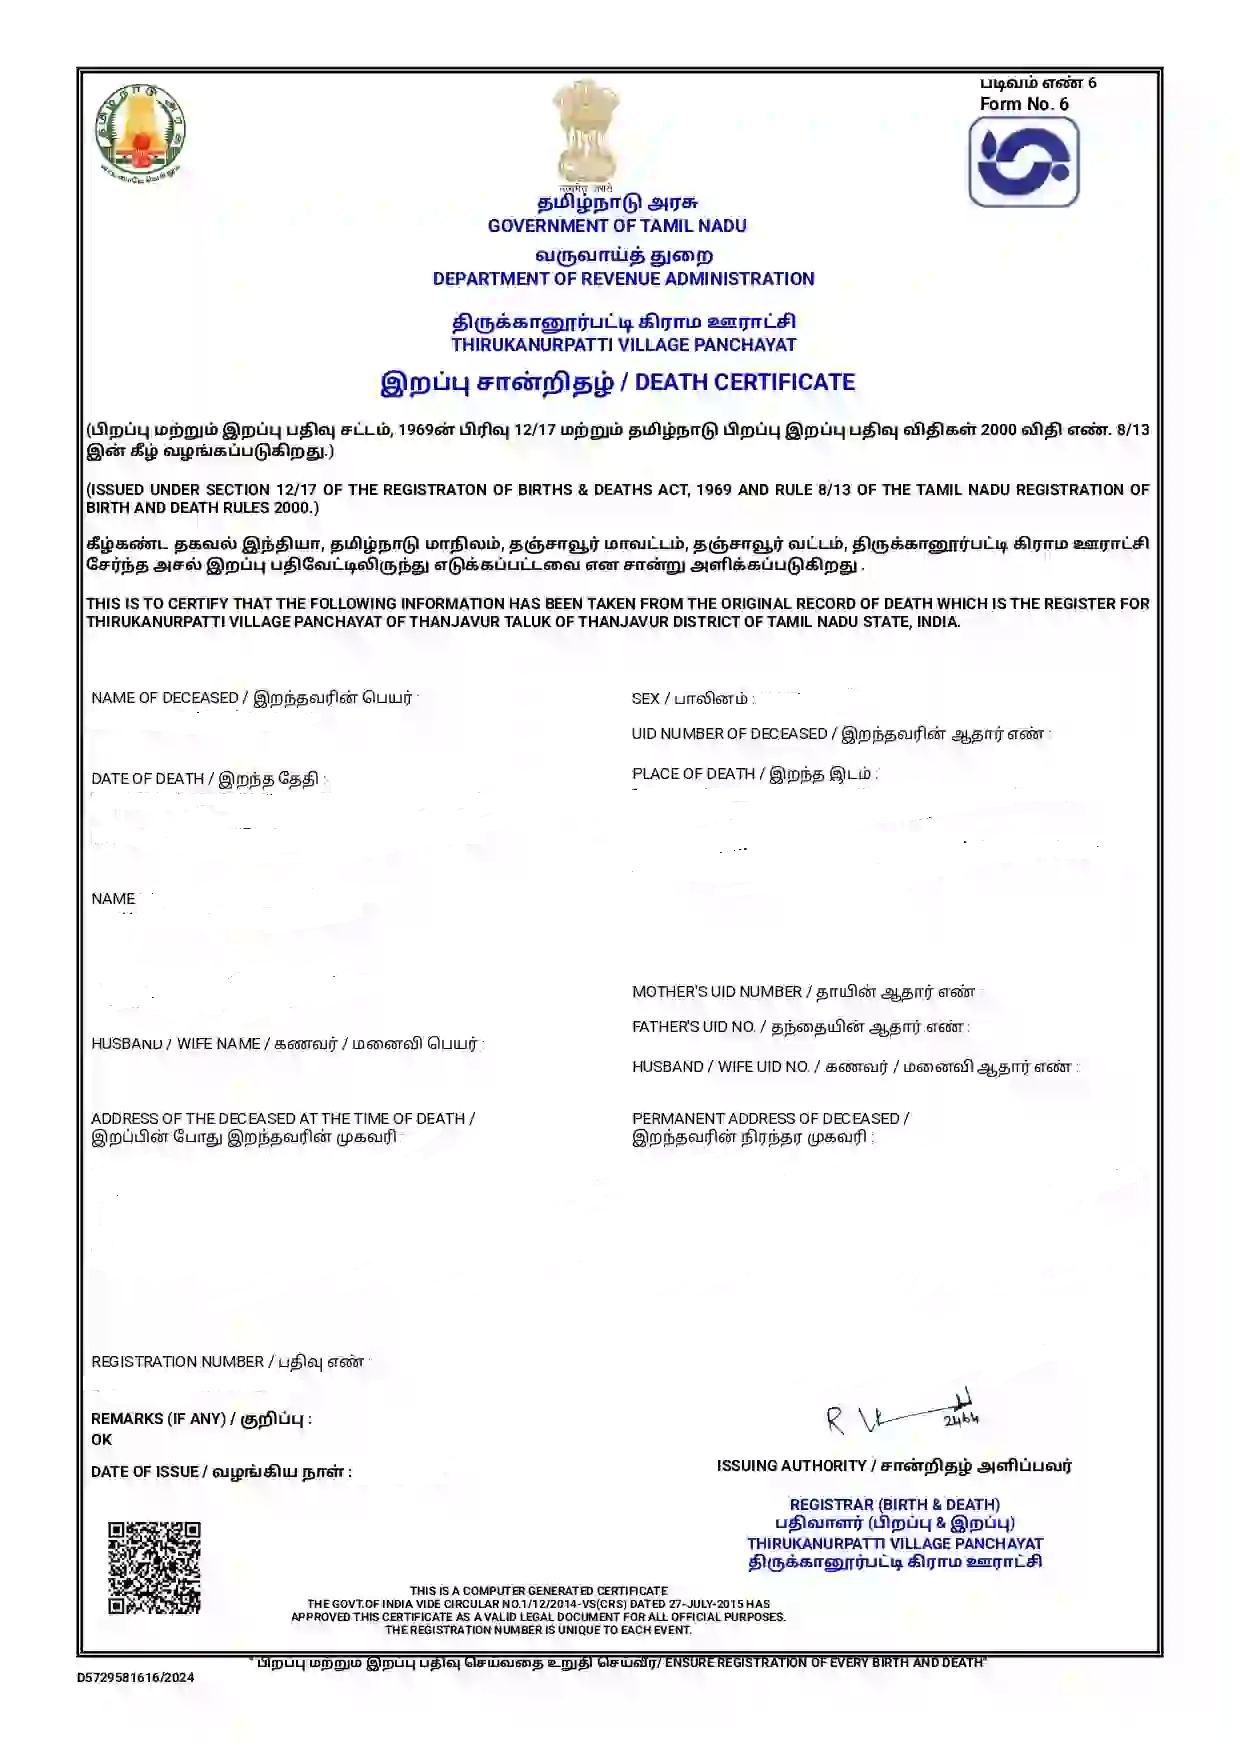 படிவம் எண் 6
Form No. 6
தமிழ்நாடு அரசு
GOVERNMENT OF TAMIL NADU
வருவாய்த் துறை
DEPARTMENT OF REVENUE ADMINISTRATION
திருக்கானூர்பட்டி கிராம ஊராட்சி
THIRUKANURPATTI VILLAGE PANCHAYAT
இறப்பு சான்றிதழ் / DEATH CERTIFICATE
(பிறப்பு மற்றும் இறப்பு பதிவு சட்டம், 1969ன் பிரிவு 12/17 மற்றும் தமிழ்நாடு பிறப்பு இறப்பு பதிவு விதிகள் 2000 விதி எண். 8/13
இன் கீழ் வழங்கப்படுகிறது.)
(ISSUED UNDER SECTION 12/17 OF THE REGISTRATON OF BIRTHS & DEATHS ACT, 1969 AND RULE 8/13 OF THE TAMIL NADU REGISTRATION OF
BIRTH AND DEATH RULES 2000.)
கீழ்கண்ட தகவல் இந்தியா, தமிழ்நாடு மாநிலம், தஞ்சாவூர் மாவட்டம், தஞ்சாவூர் வட்டம், திருக்கானூர்பட்டி கிராம ஊராட்சி
சேர்ந்த அசல் இறப்பு பதிவேட்டிலிருந்து எடுக்கப்பட்டவை என சான்று அளிக்கப்படுகிறது .
THIS IS TO CERTIFY THAT THE FOLLOWING INFORMATION HAS BEEN TAKEN FROM THE ORIGINAL RECORD OF DEATH WHICH IS THE REGISTER FOR
THIRUKANURPATTI VILLAGE PANCHAYAT OF THANJAVUR TALUK OF THANJAVUR DISTRICT OF TAMIL NADU STATE, INDIA.
NAME OF DECEASED / இறந்தவரின் பெயர் :
SEX / பாலினம் :
UID NUMBER OF DECEASED / இறந்தவரின் ஆதார் எண் :
DATE OF DEATH / இறந்த தேதி :
PLACE OF DEATH / இறந்த இடம் :
NAME
MOTHER'S UID NUMBER / தாயின் ஆதார் எண்
FATHER'S UID NO. / தந்தையின் ஆதார் எண் :
HUSBAND / WIFE NAME / கணவர் / மனைவி பெயர் :
HUSBAND / WIFE UID NO. / கணவர் / மனைவி ஆதார் எண் :
ADDRESS OF THE DECEASED AT THE TIME OF DEATH /
இறப்பின் போது இறந்தவரின் முகவரி
PERMANENT ADDRESS OF DECEASED /
இறந்தவரின் நிரந்தர முகவரி :
REGISTRATION NUMBER / பதிவு எண் :
REMARKS (IF ANY) / குறிப்பு :
OK
DATE OF ISSUE / வழங்கிய நாள் :
2464
ISSUING AUTHORITY / சான்றிதழ் அளிப்பவர்
REGISTRAR (BIRTH & DEATH)
பதிவாளர் (பிறப்பு & இறப்பு)
THIRUKANURPATTI VILLAGE PANCHAYAT
திருக்கானூர்பட்டி கிராம ஊராட்சி
THIS IS A COMPUTER GENERATED CERTIFICATE
THE GOVT.OF INDIA VIDE CIRCULAR NO.1/12/2014-VS(CRS) DATED 27-JULY-2015 HAS
APPROVED THIS CERTIFICATE AS A VALID LEGAL DOCUMENT FOR ALL OFFICIAL PURPOSES.
THE REGISTRATION NUMBER IS UNIQUE TO EACH EVENT.
" பிறப்பு மற்றும் இறப்பு பதிவு செய்வதை உறுதி செய்வீர்/ ENSURE REGISTRATION OF EVERY BIRTH AND DEATH"
D5729581616/2024